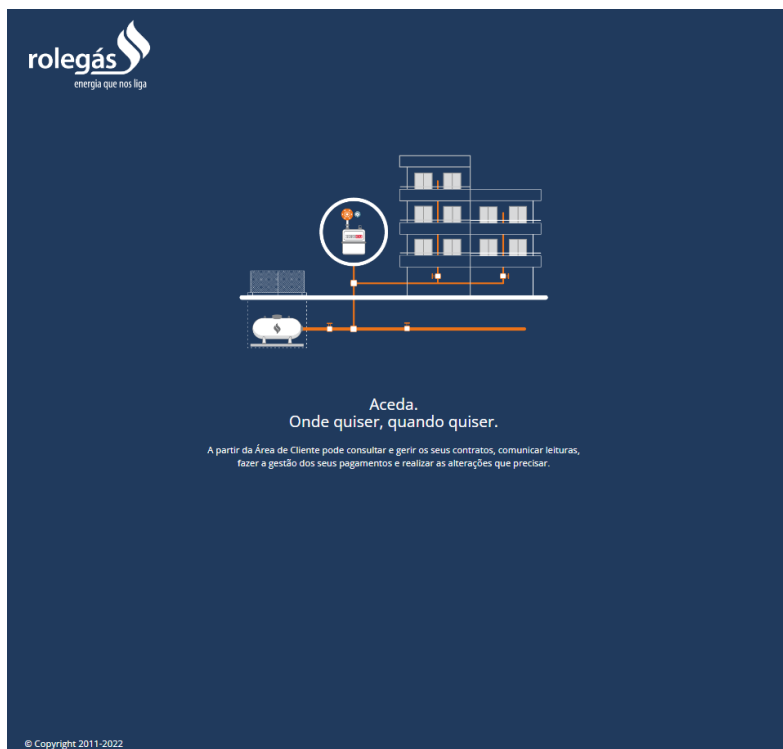 rolegás
energia que nos liga
Aceda.
Onde quiser, quando quiser.
A partir da Área de Cliente pode consultar e gerir os seus contratos, comunicar leituras,
fazer a gestão dos seus pagamentos e realizar as alterações que precisar.
© Copyright 2011-2022